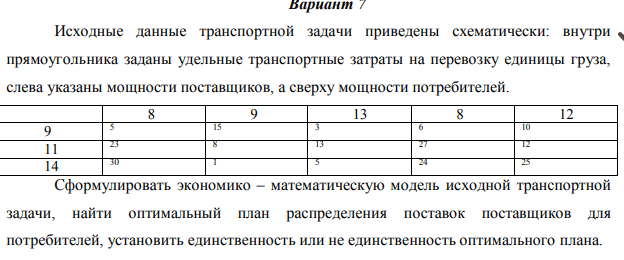 Вариант 7
Исходные данные транспортной задачи приведены схематически: внутри
прямоугольника заданы удельные транспортные затраты на перевозку единицы груза,
слева указаны мощности поставщиков, а сверху мощности потребителей.
8 9 13 8 12
9 5 15 3 6 10
11 23 8 13 27 12
14 30 1 5 24 25
Сформулировать экономико – математическую модель исходной транспортной
задачи, найти оптимальный план распределения поставок поставщиков для
потребителей, установить единственность или не единственность оптимального плана.